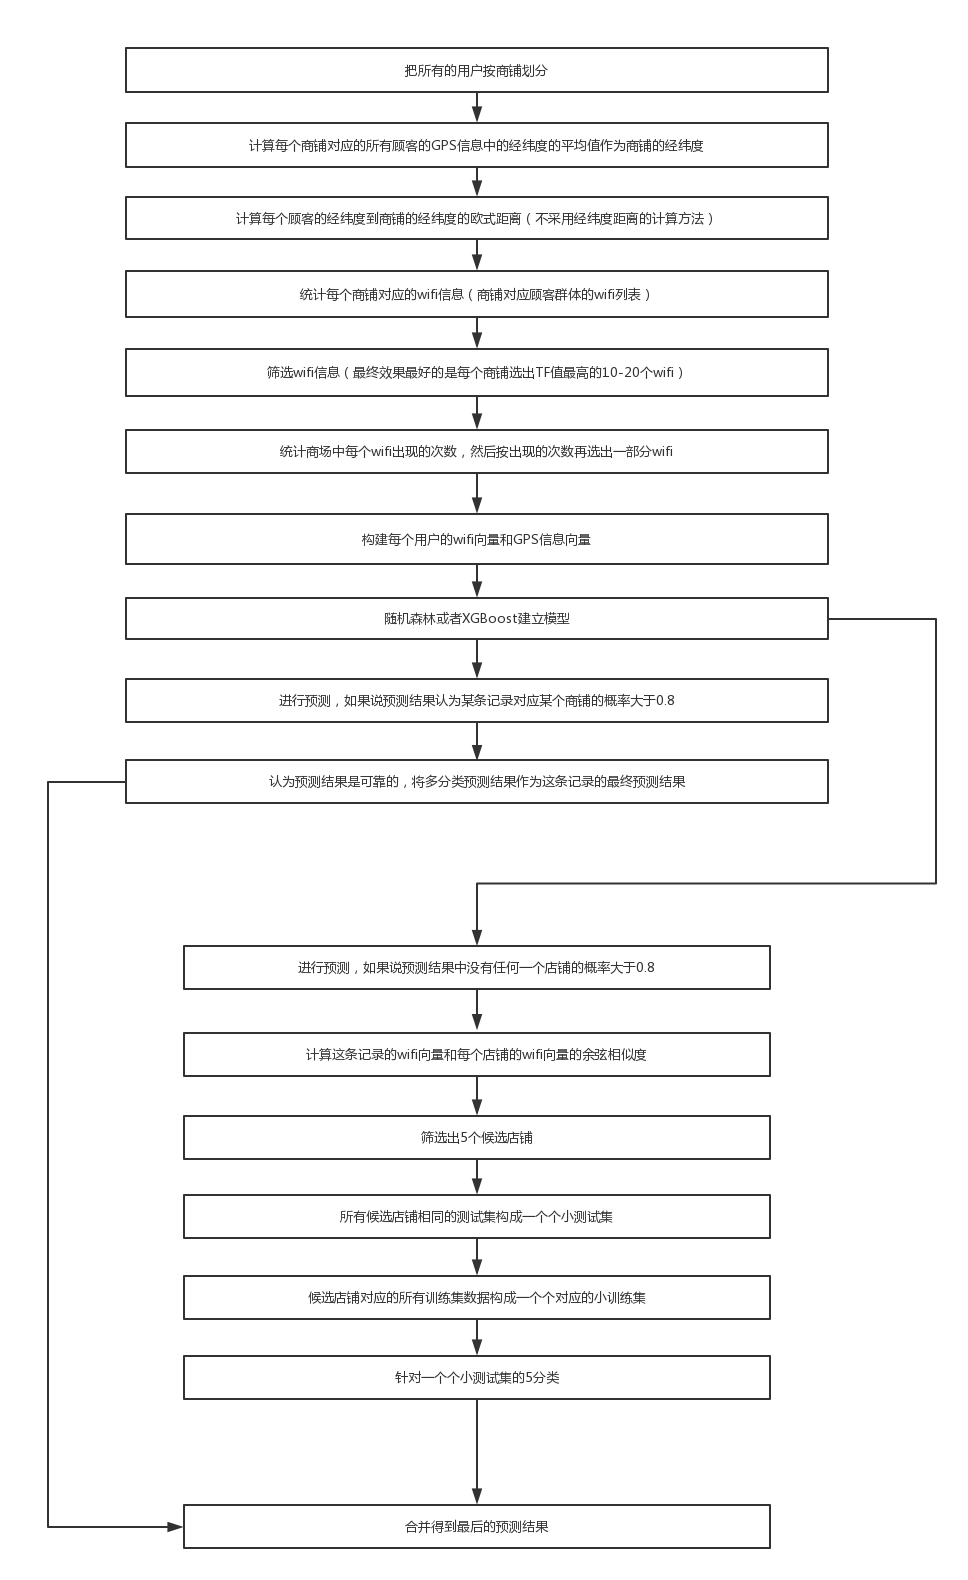 把所有的用户按商铺划分
计算每个商铺对应的所有顾客的GPS信息中的经纬度的平均值作为商铺的经纬度
计算每个顾客的经纬度到商铺的经纬度的欧式距离（不采用经纬度距离的计算方法）
统计每个商铺对应的wifi信息（商铺对应顾客群体的wifi列表）
筛选wifi信息（最终效果最好的是每个商铺选出TF值最高的10-20个wifi）
统计商场中每个wifi出现的次数，然后按出现的次数再选出一部分wifi
构建每个用户的wifi向量和GPS信息向量
随机森林或者XGBoost建立模型
进行预测，如果说预测结果认为某条记录对应某个商铺的概率大于0.8
认为预测结果是可靠的，将多分类预测结果作为这条记录的最终预测结果
进行预测，如果说预测结果中没有任何一个店铺的概率大于0.8
计算这条记录的wifi向量和每个店铺的wifi向量的余弦相似度
筛选出5个候选店铺
所有候选店铺相同的测试集构成一个个小测试集
候选店铺对应的所有训练集数据构成一个个对应的小训练集
针对一个个小测试集的5分类
合并得到最后的预测结果